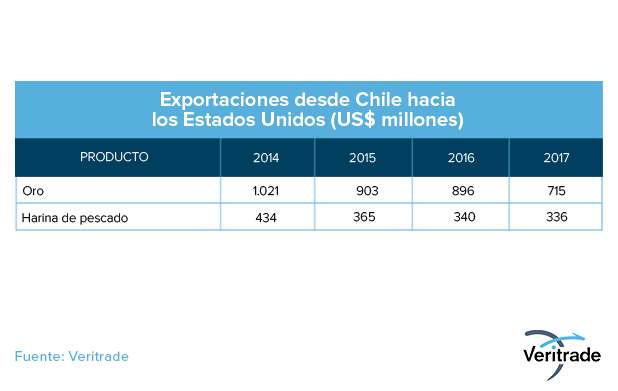 Exportaciones desde Chile hacia
los Estados Unidos (US$ millones)
PRODUCTO 2014 2015 2016 2017
Oro 1.021 903 896 715
Harina de pescado 434 365 340 336
Fuente: Veritrade
Veritrade